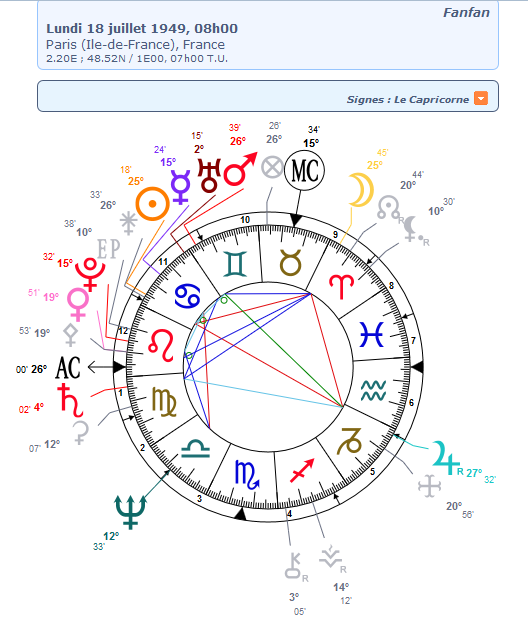 Fanfan
Lundi 18 juillet 1949, 08h00
Paris (Ile-de-France), France
2.20E ; 48.52N / 1E00, 07h00 T.U.
Signes : Le Capricorne
26' 26°
34' 15° MC
39' 26°
15' 2°
24' 15°
18' 25°
33' 26°
38' 10° EP
32' 15°
51' 19°
53' 19°
00' 26° AC
02' 4°
07' 12°
12° 33'
45' 25°
44' 20° R
30' 10° R
R 27° 32'
20° 56'
R 14° 12'
R 3° 05'
10
9
8
7
6
5
4
3
2
1
12
11